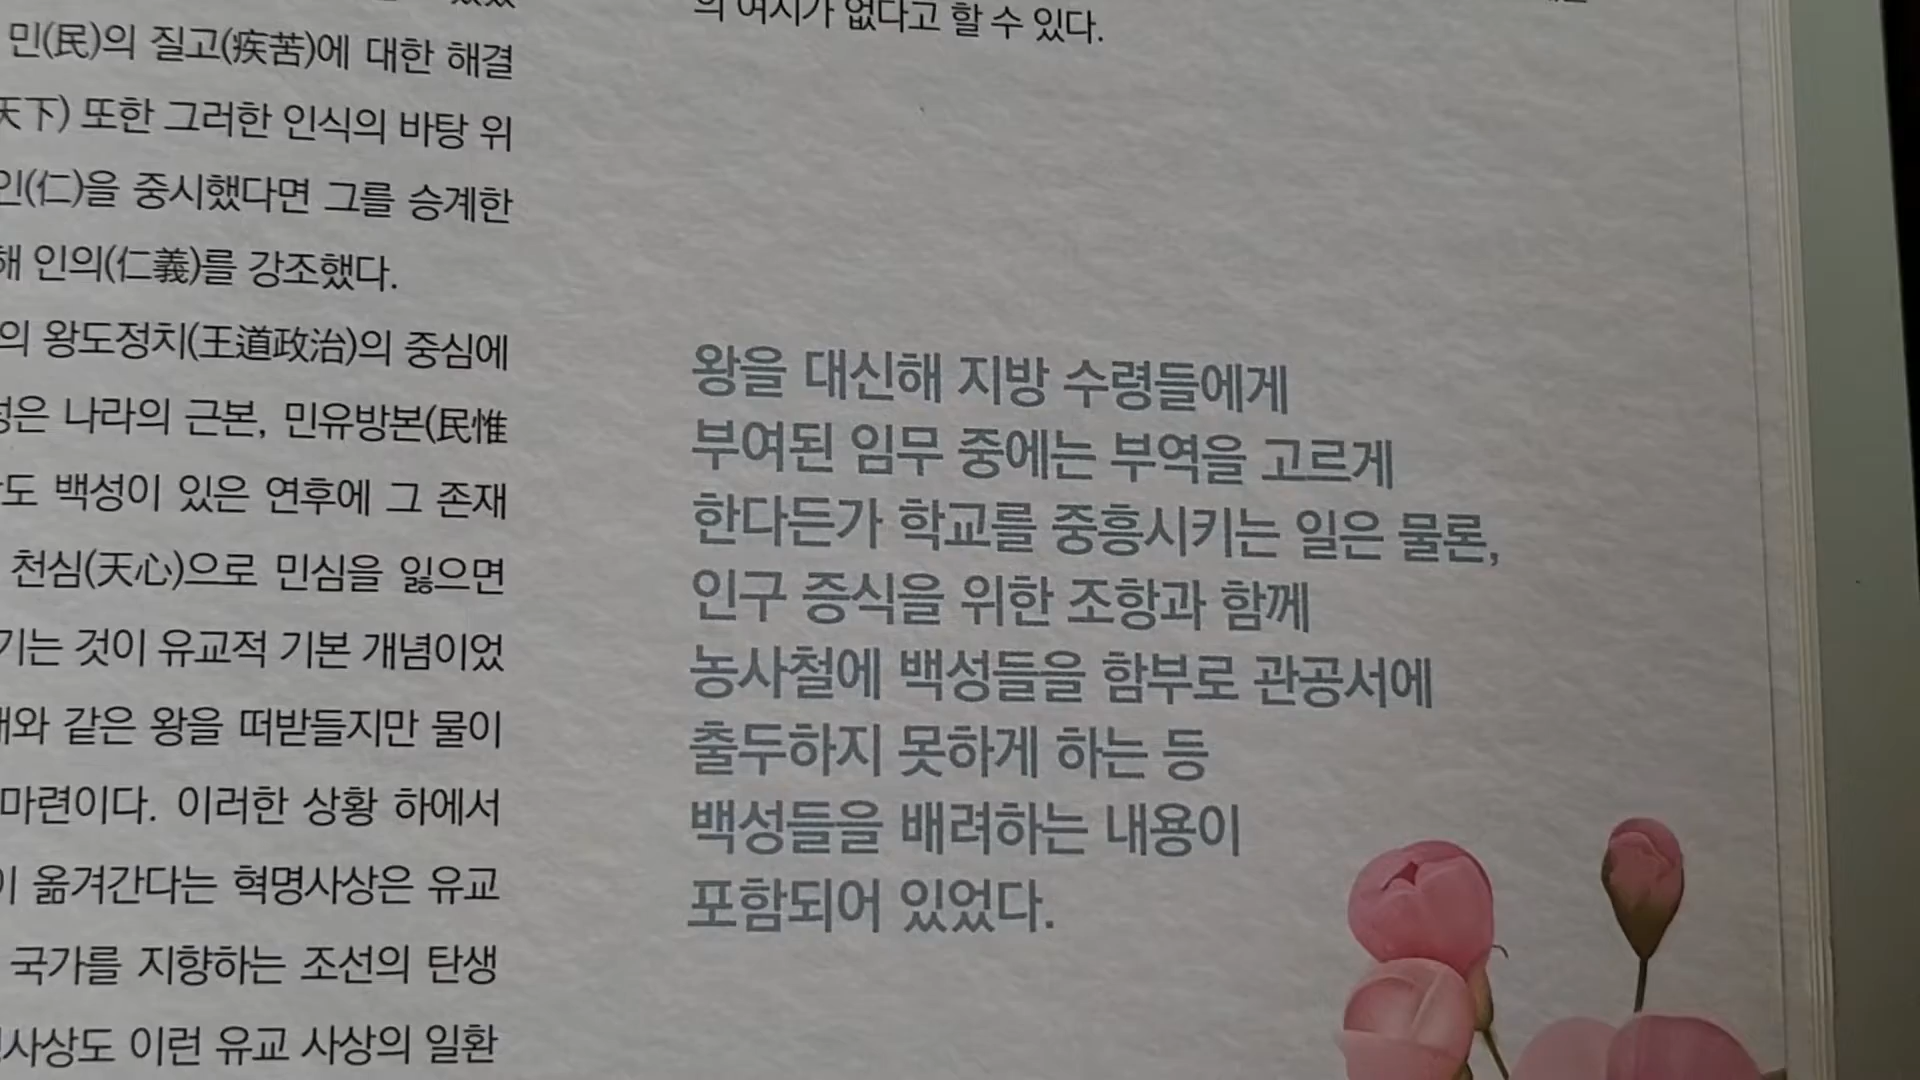 민(民)의 질고(疾苦)에 대한 해결
天下) 또한 그러한 인식의 바탕 위
인(仁)을 중시했다면 그를 승계한
해 인의(仁義)를 강조했다.
의 왕도정치(王道政治)의 중심에
은 나라의 근본, 민유방본(民惟
도 백성이 있은 연후에 그 존재
천심(天心)으로 민심을 잃으면
기는 것이 유교적 기본 개념이었
같은 왕을 떠받들지만 물이
마련이다. 이러한 상황 하에서
옮겨간다는 혁명사상은 유교
국가를 지향하는 조선의 탄생
사상도 이런 유교 사상의 일환
의 여지가 없다고 할 수 있다.
왕을 대신해 지방 수령들에게
부여된 임무 중에는 부역을 고르게
한다든가 학교를 중흥시키는 일은 물론,
인구 증식을 위한 조항과 함께
농사철에 백성들을 함부로 관공서에
출두하지 못하게 하는 등
백성들을 배려하는 내용이
포함되어 있었다.